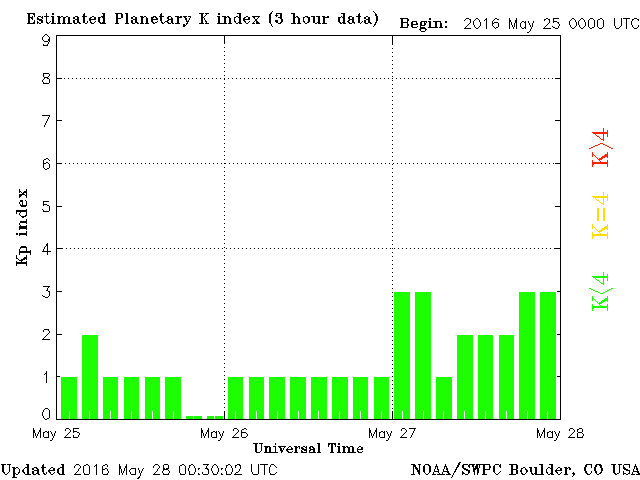 Estimated Planetary K index (3 hour data) Begin: 2016 May 25 0000 UTC
9
8
7
6
5
4
3
2
1
0
Kp index
K<4 K=4 K>4
May 25 May 26 May 27 May 28
Universal Time
Updated 2016 May 28 00:30:02 UTC NOAA/SWPC Boulder, CO USA